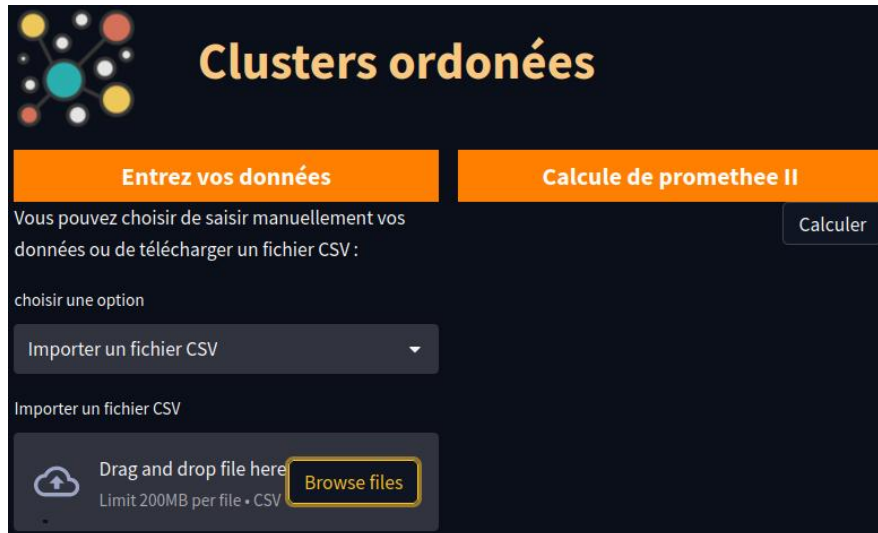 Clusters ordonées
Entrez vos données
Vous pouvez choisir de saisir manuellement vos
données ou de télécharger un fichier CSV :
choisir une option
Importer un fichier CSV
Importer un fichier CSV
Drag and drop file here
Limit 200MB per file • CSV
Browse files
Calcule de promethee II
Calculer